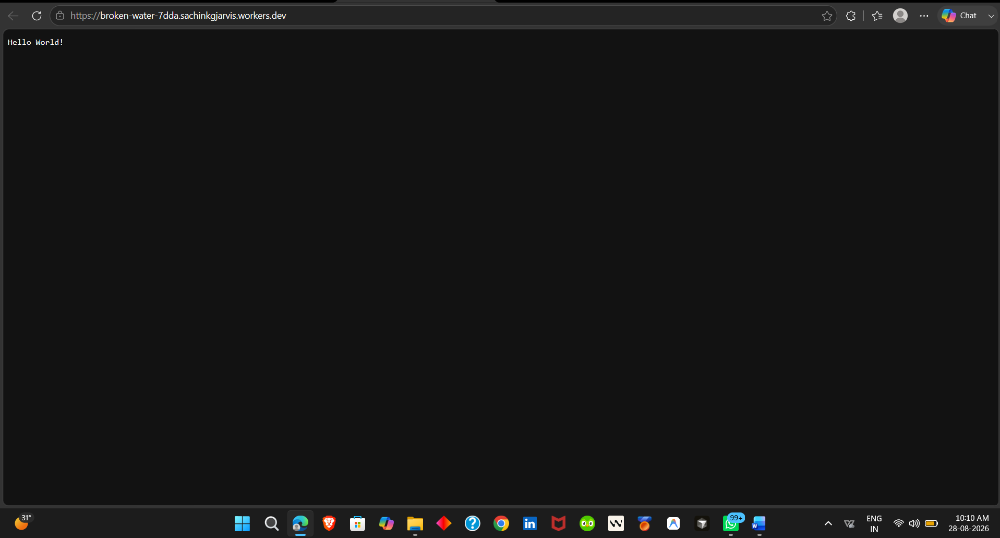 https://broken-water-7dda.sachinkgjarvis.workers.dev
Chat
Hello World!
31°
99+
ENG
IN
10:10 AM
28-08-2026